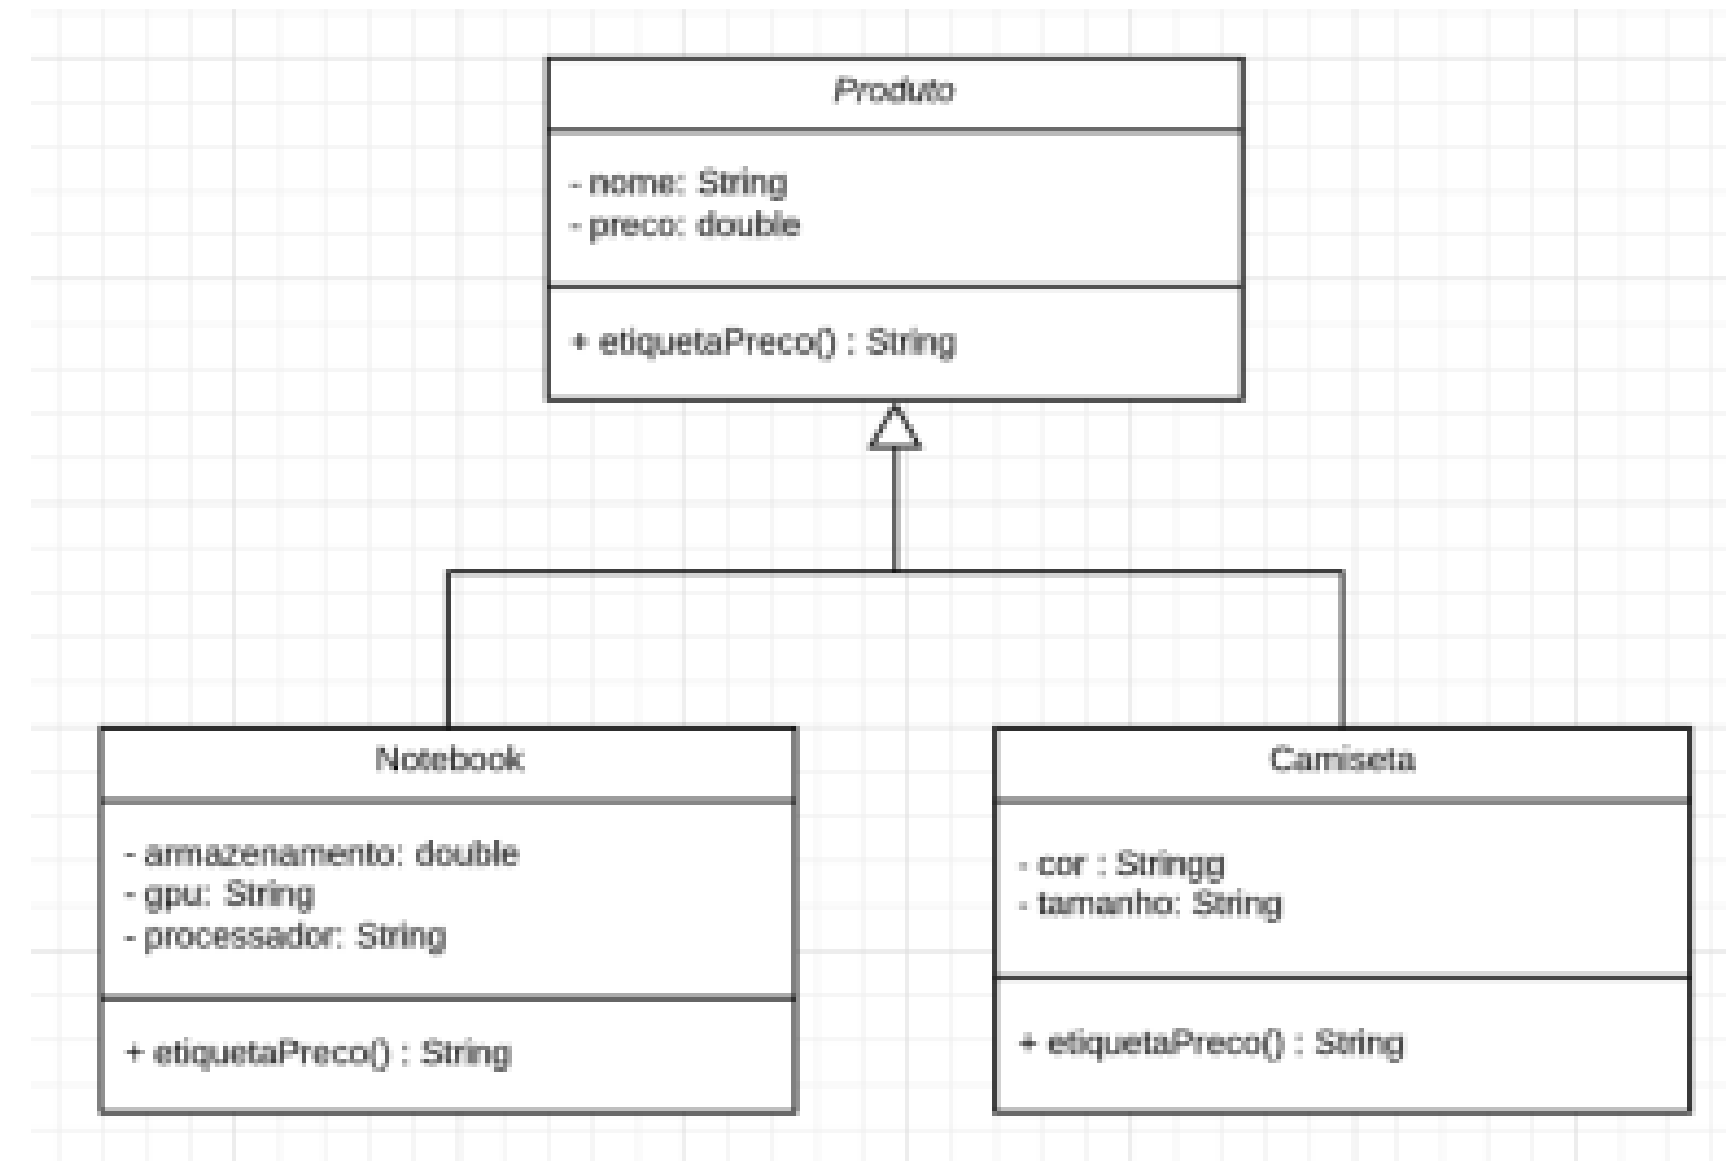 Produto
- nome: String
- preco: double
+ etiquetaPreco() : String
Notebook
- armazenamento: double
- gpu: String
- processador: String
+ etiquetaPreco() : String
Camiseta
- cor : Stringg
- tamanho: String
+ etiquetaPreco() : String